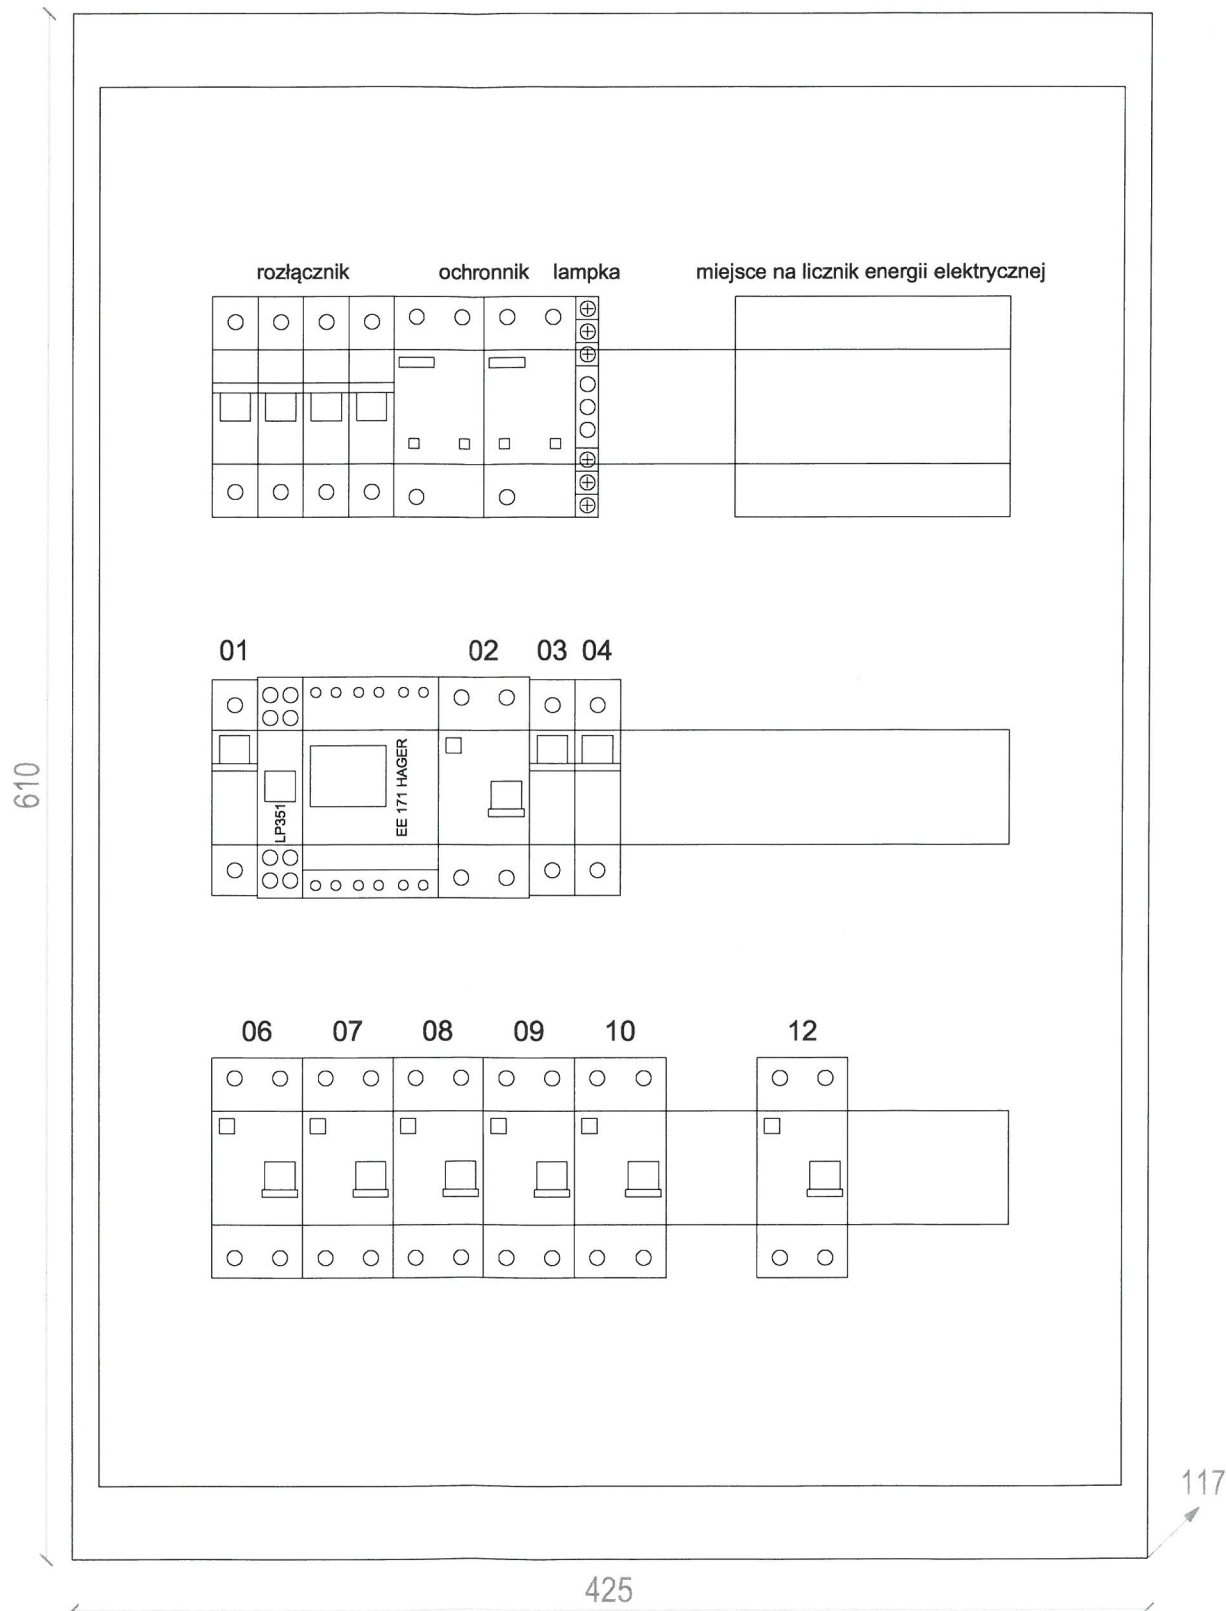 rozłącznik ochronnik lampka miejsce na licznik energii elektrycznej
01 02 03 04
LP351
EE 171 HAGER
610
06 07 08 09 10 12
117
425